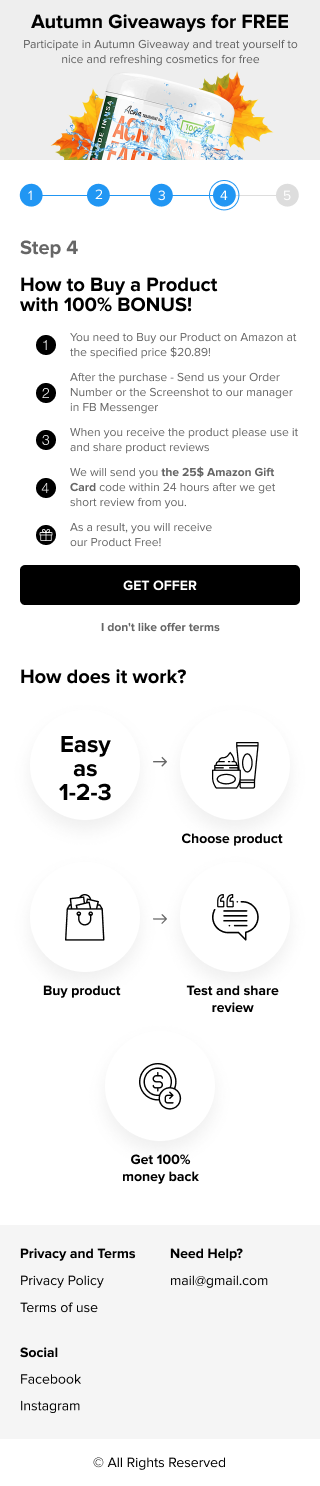 Autumn Giveaways for FREE
Participate in Autumn Giveaway and treat yourself to
nice and refreshing cosmetics for free
MADE IN USA
100%
ACNE
FACE
1 2 3 4 5
Step 4
How to Buy a Product
with 100% BONUS!
1
You need to Buy our Product on Amazon at
the specified price $20.89!
2
After the purchase - Send us your Order
Number or the Screenshot to our manager
in FB Messenger
3
When you receive the product please use it
and share product reviews
4
We will send you the 25$ Amazon Gift
Card code within 24 hours after we get
short review from you.
As a result, you will receive
our Product Free!
GET OFFER
I don't like offer terms
How does it work?
Easy
as
1-2-3
Choose product
Buy product
Test and share
review
Get 100%
money back
Privacy and Terms
Privacy Policy
Terms of use
Need Help?
mail@gmail.com
Social
Facebook
Instagram
© All Rights Reserved